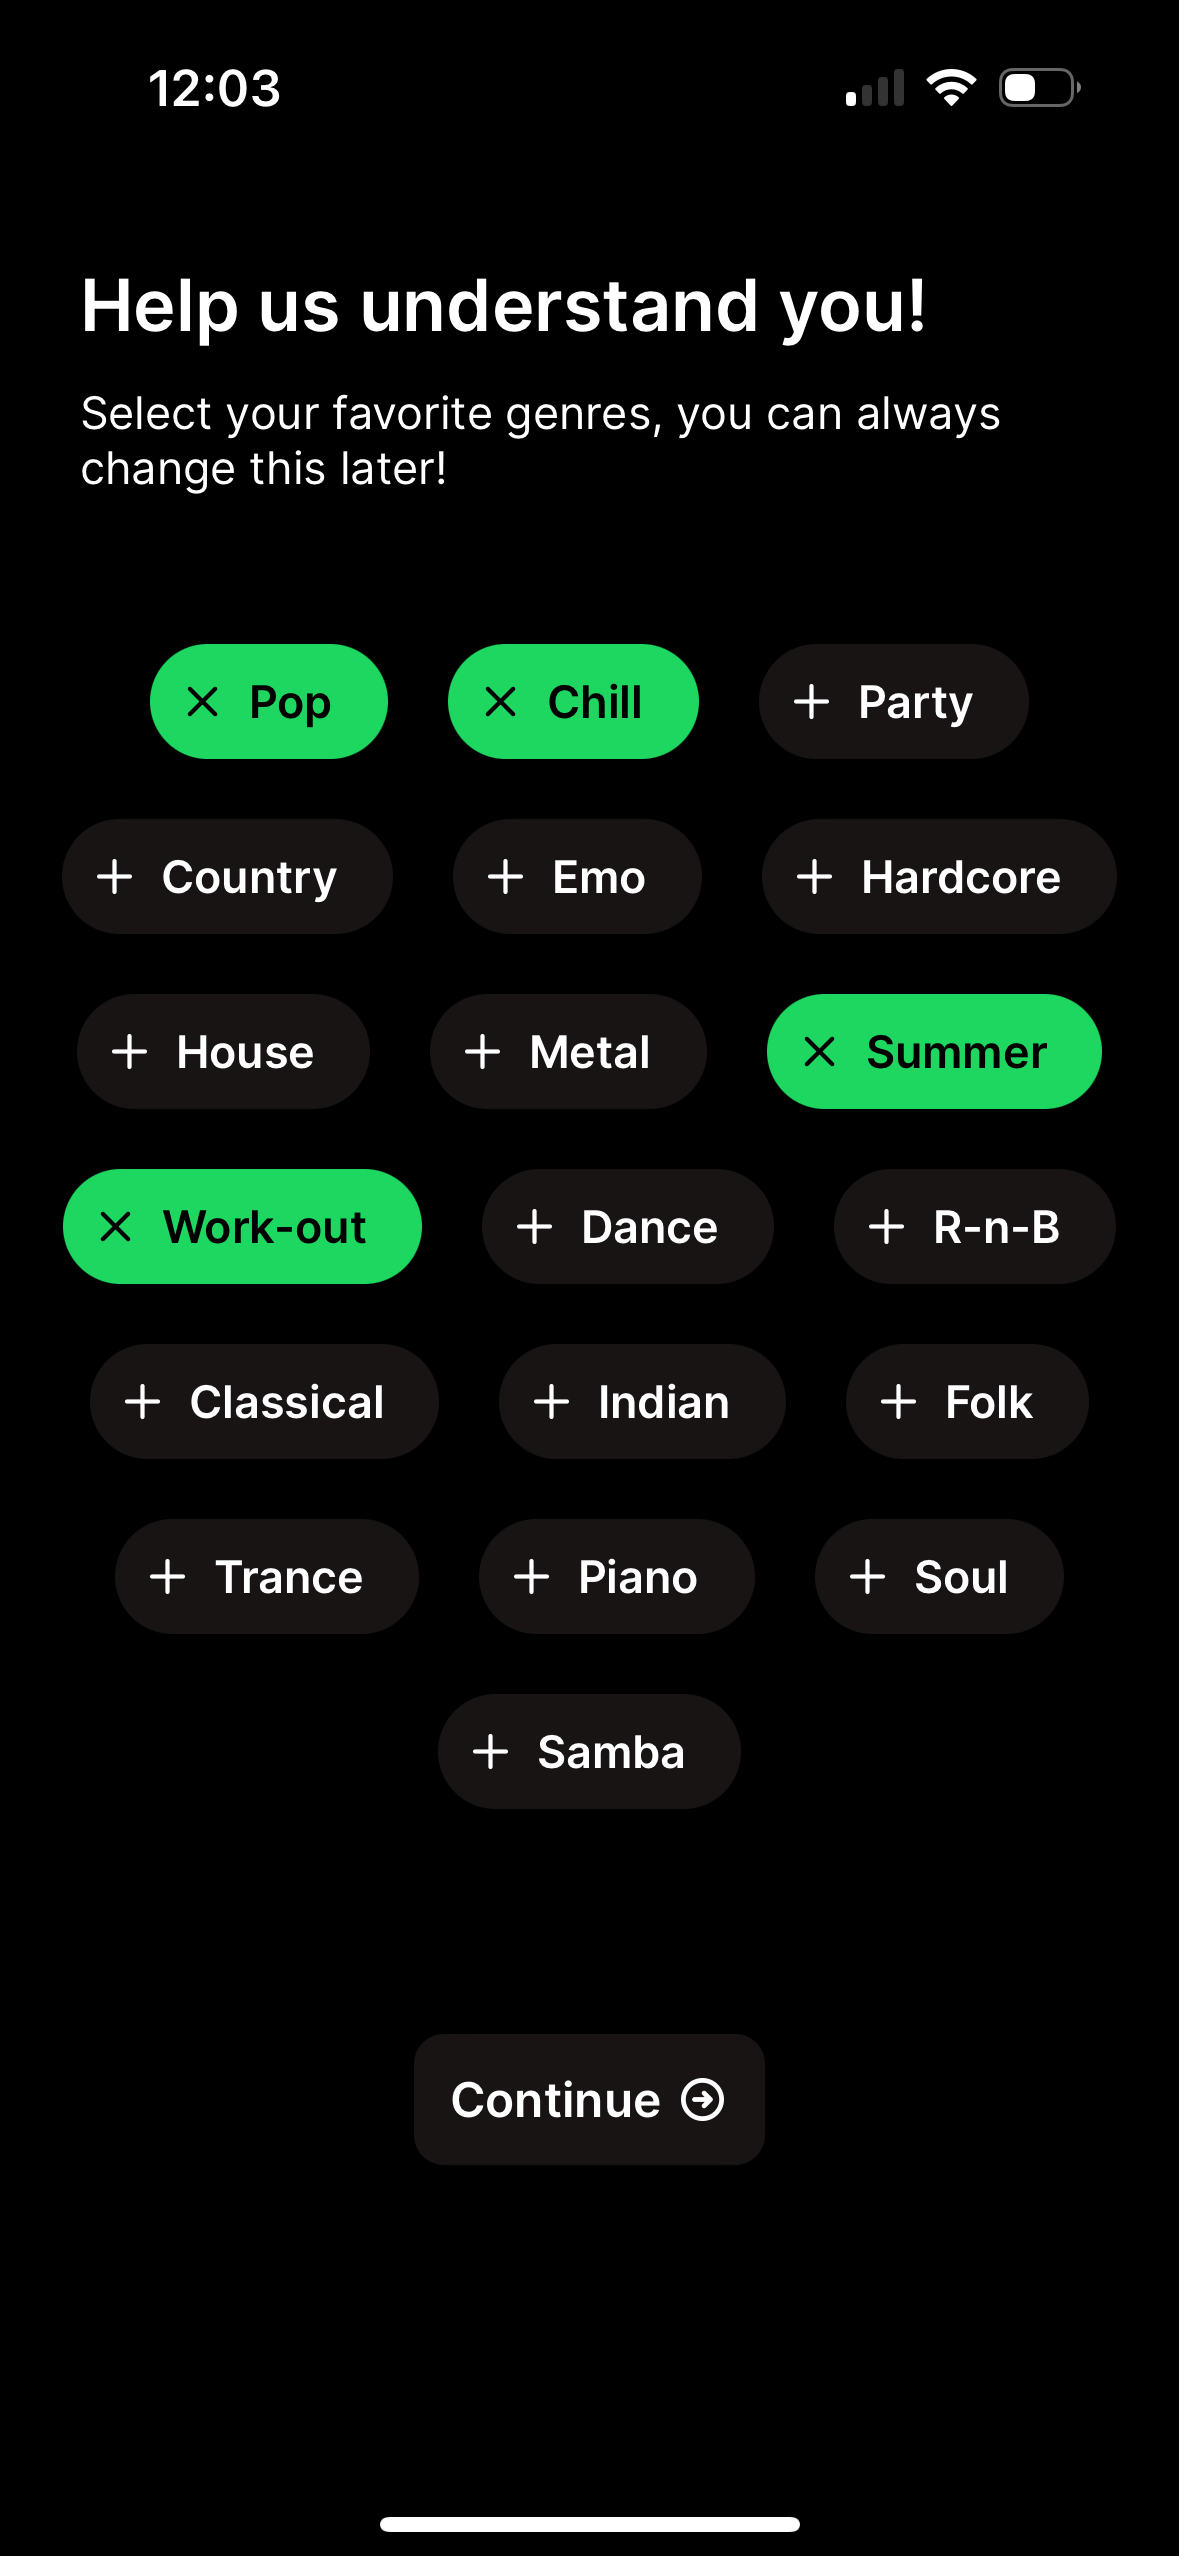 12:03
Help us understand you!
Select your favorite genres, you can always
change this later!
Pop Chill Party
Country Emo Hardcore
House Metal Summer
Work-out Dance R-n-B
Classical Indian Folk
Trance Piano Soul
Samba
Continue